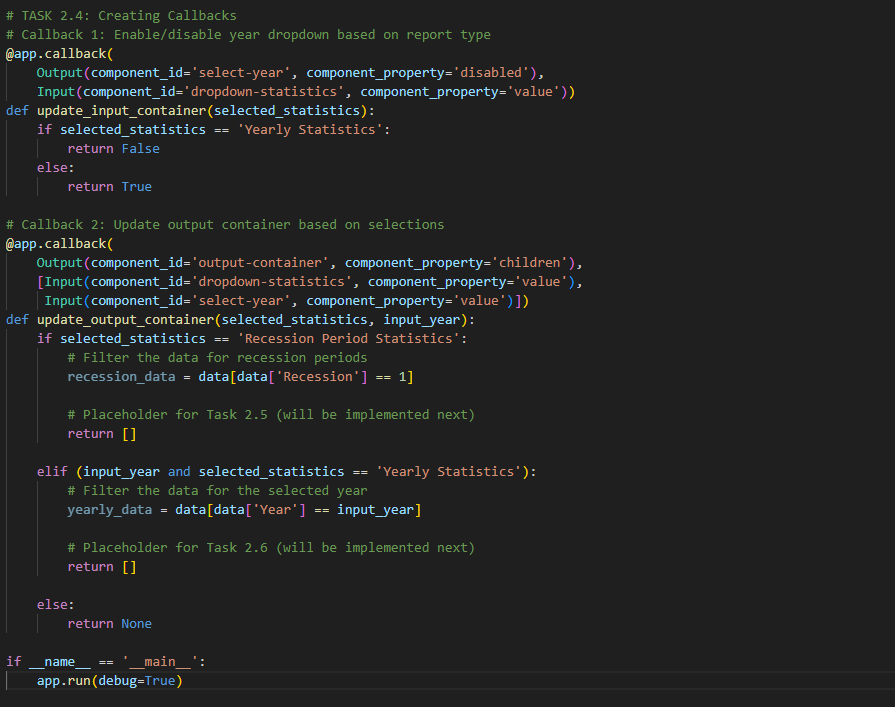 # TASK 2.4: Creating Callbacks
# Callback 1: Enable/disable year dropdown based on report type
@app.callback(
    Output(component_id='select-year', component_property='disabled'),
    Input(component_id='dropdown-statistics', component_property='value'))
def update_input_container(selected_statistics):
    if selected_statistics == 'Yearly Statistics':
        return False
    else:
        return True

# Callback 2: Update output container based on selections
@app.callback(
    Output(component_id='output-container', component_property='children'),
    [Input(component_id='dropdown-statistics', component_property='value'),
     Input(component_id='select-year', component_property='value')])
def update_output_container(selected_statistics, input_year):
    if selected_statistics == 'Recession Period Statistics':
        # Filter the data for recession periods
        recession_data = data[data['Recession'] == 1]

        # Placeholder for Task 2.5 (will be implemented next)
        return []

    elif (input_year and selected_statistics == 'Yearly Statistics'):
        # Filter the data for the selected year
        yearly_data = data[data['Year'] == input_year]

        # Placeholder for Task 2.6 (will be implemented next)
        return []

    else:
        return None

if __name__ == '__main__':
    app.run(debug=True)